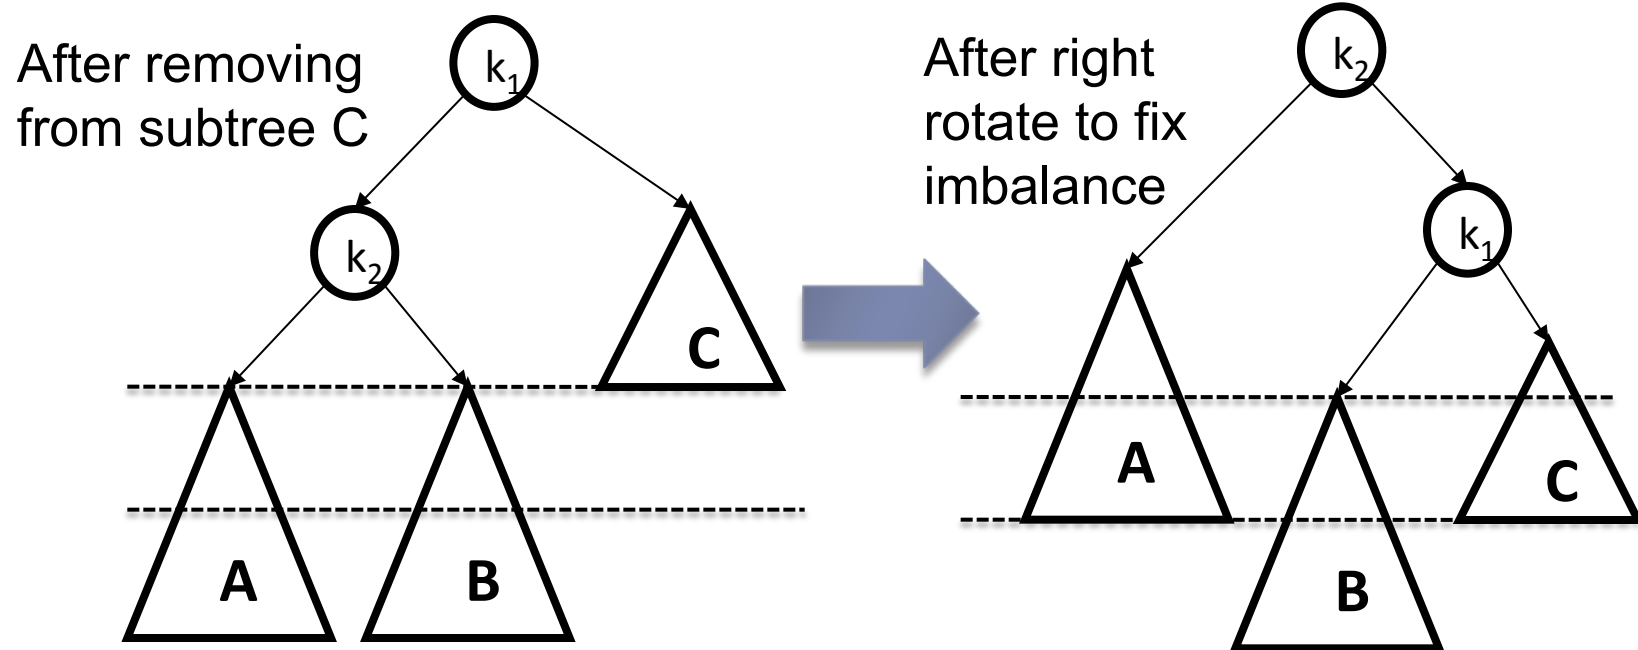 After removing
from subtree C
k₁
k₂
C
A
B
After right
rotate to fix
imbalance
k₂
k₁
A
C
B